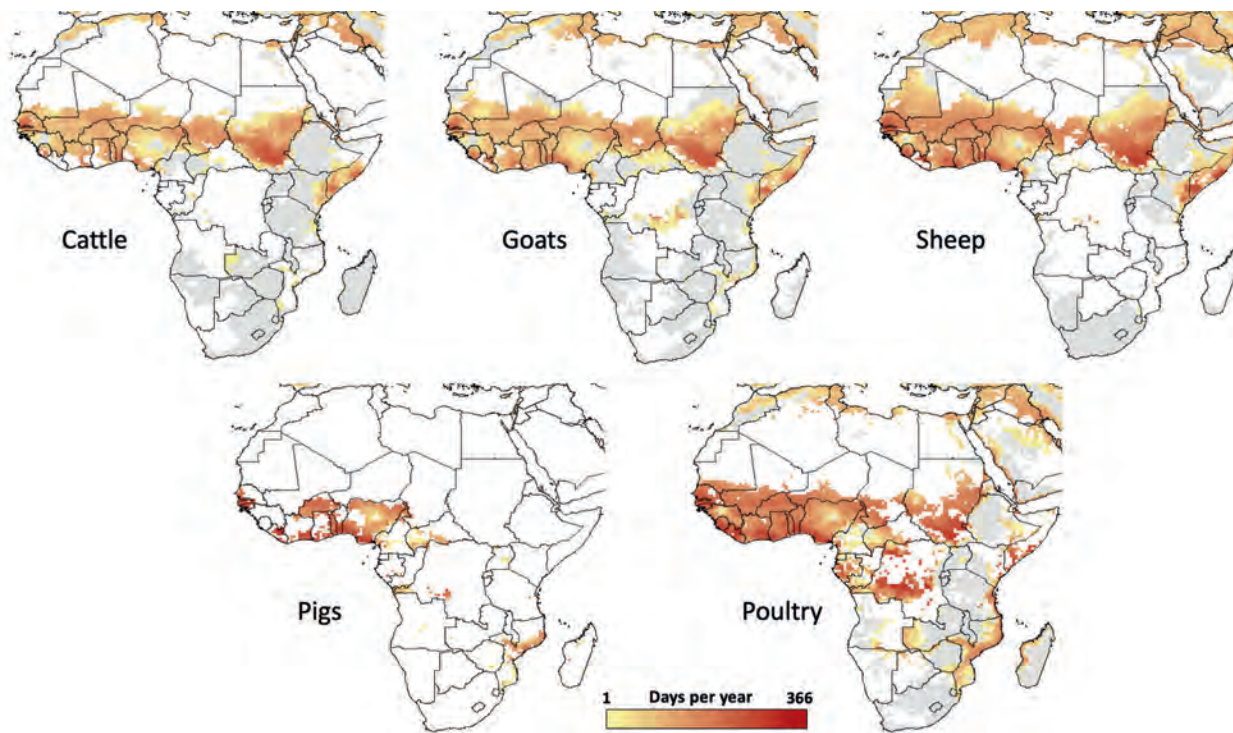 Cattle
Goats
Sheep
Pigs
Poultry
1 Days per year 366